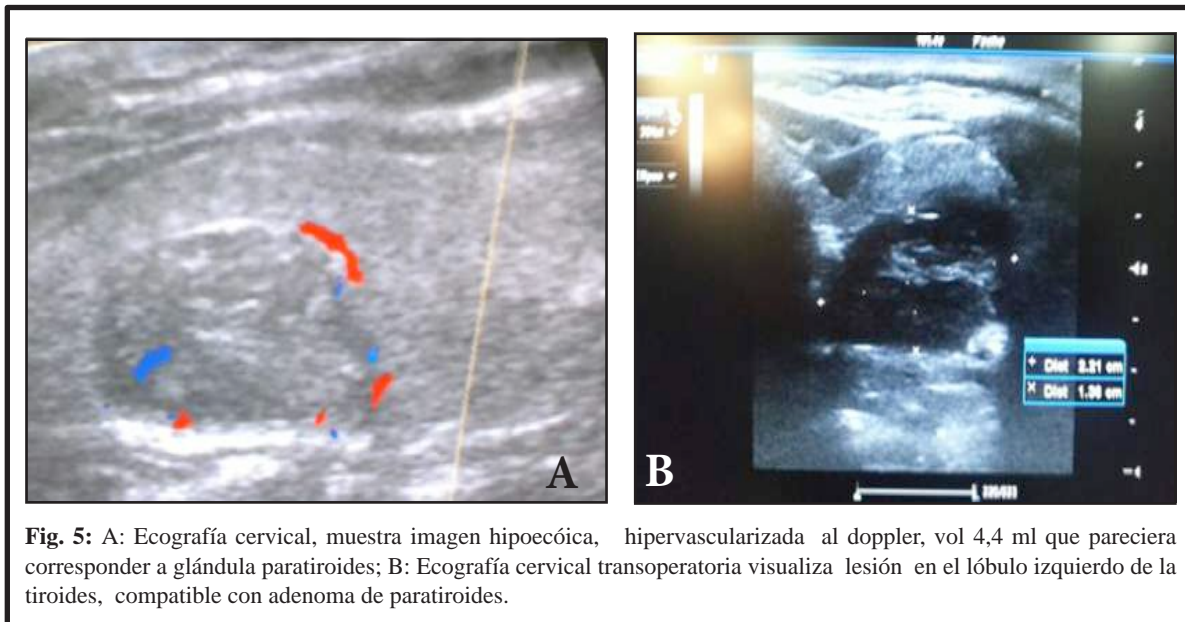 A
B
+ Dist 2.21 cm
× Dist 1.38 cm
Fig. 5: A: Ecografía cervical, muestra imagen hipoecóica, hipervascularizada al doppler, vol 4,4 ml que pareciera
corresponder a glándula paratiroides; B: Ecografía cervical transoperatoria visualiza lesión en el lóbulo izquierdo de la
tiroides, compatible con adenoma de paratiroides.